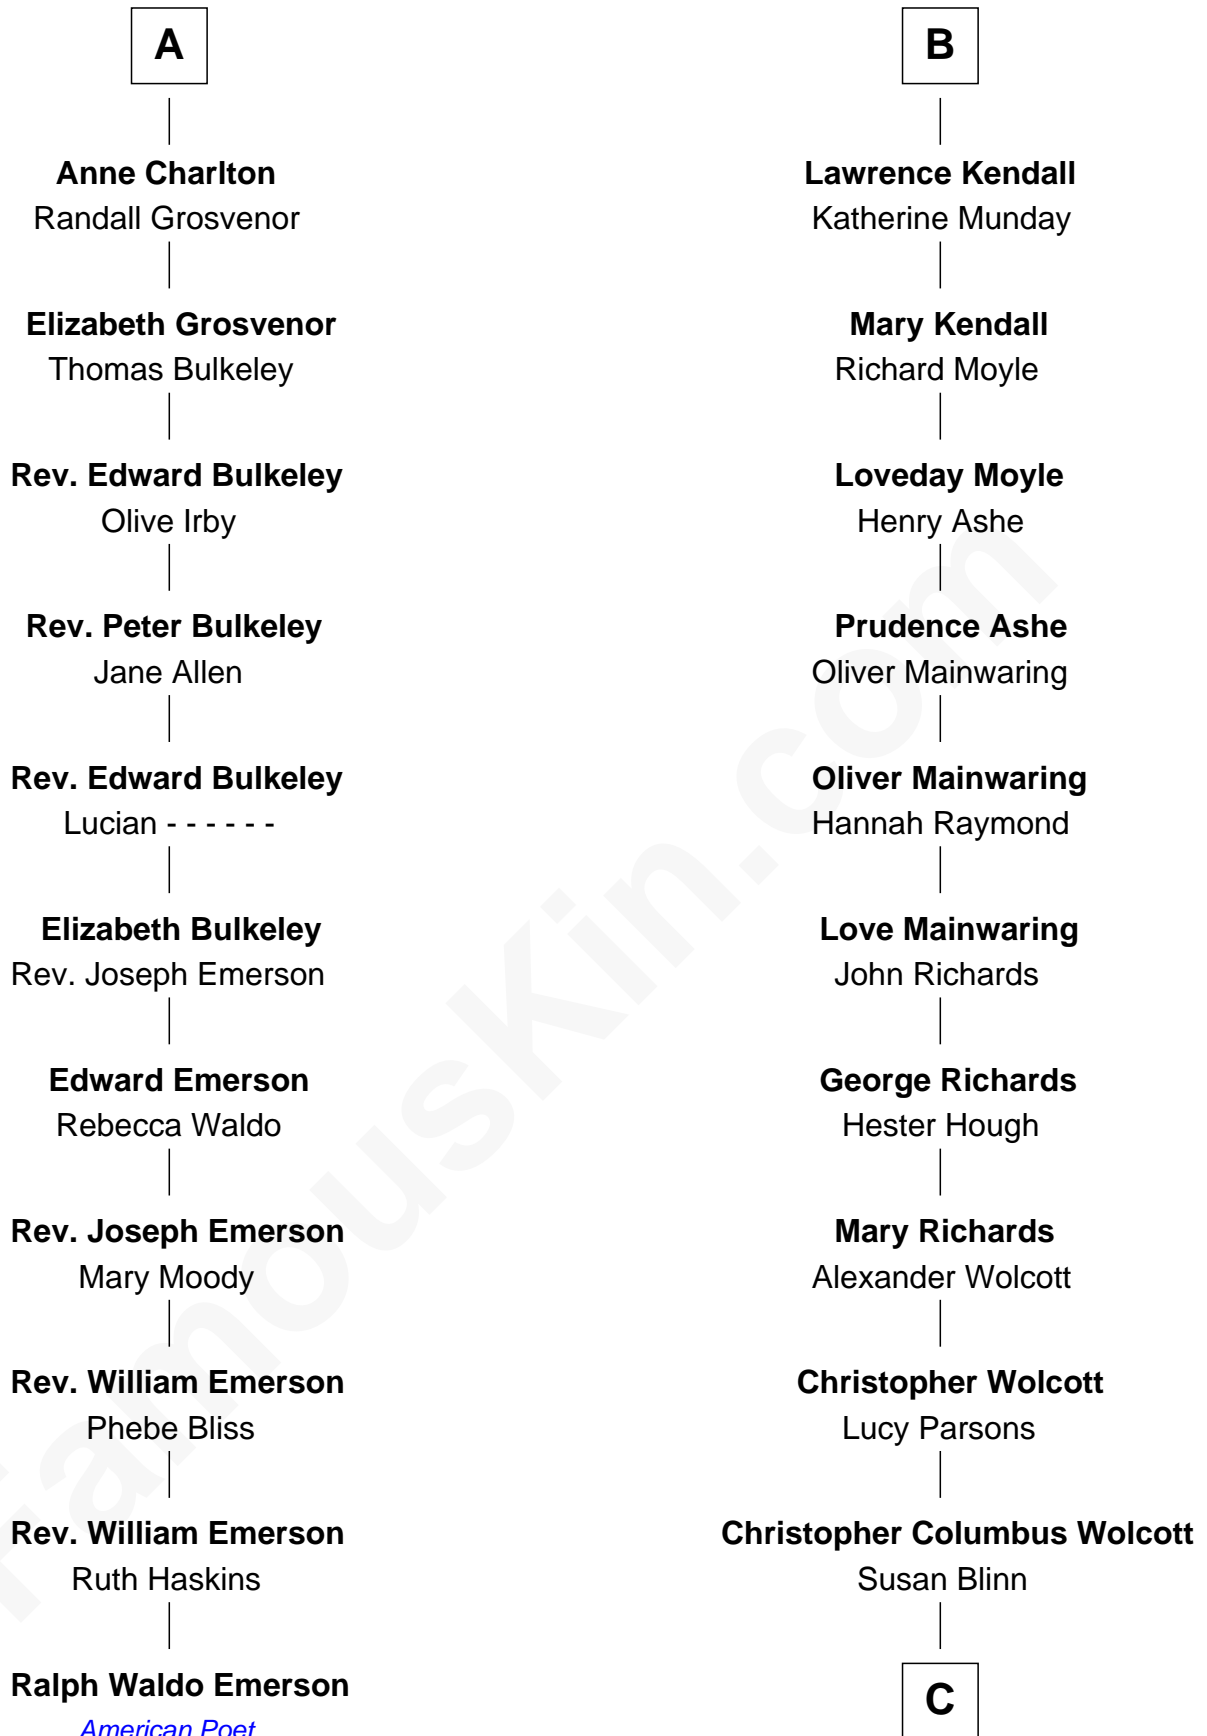 A
Anne Charlton
Randall Grosvenor
Elizabeth Grosvenor
Thomas Bulkeley
Rev. Edward Bulkeley
Olive Irby
Rev. Peter Bulkeley
Jane Allen
Rev. Edward Bulkeley
Lucian - - - - - -
Elizabeth Bulkeley
Rev. Joseph Emerson
Edward Emerson
Rebecca Waldo
Rev. Joseph Emerson
Mary Moody
Rev. William Emerson
Phebe Bliss
Rev. William Emerson
Ruth Haskins
Ralph Waldo Emerson
American Poet
B
Lawrence Kendall
Katherine Munday
Mary Kendall
Richard Moyle
Loveday Moyle
Henry Ashe
Prudence Ashe
Oliver Mainwaring
Oliver Mainwaring
Hannah Raymond
Love Mainwaring
John Richards
George Richards
Hester Hough
Mary Richards
Alexander Wolcott
Christopher Wolcott
Lucy Parsons
Christopher Columbus Wolcott
Susan Blinn
C
FamousKin.com